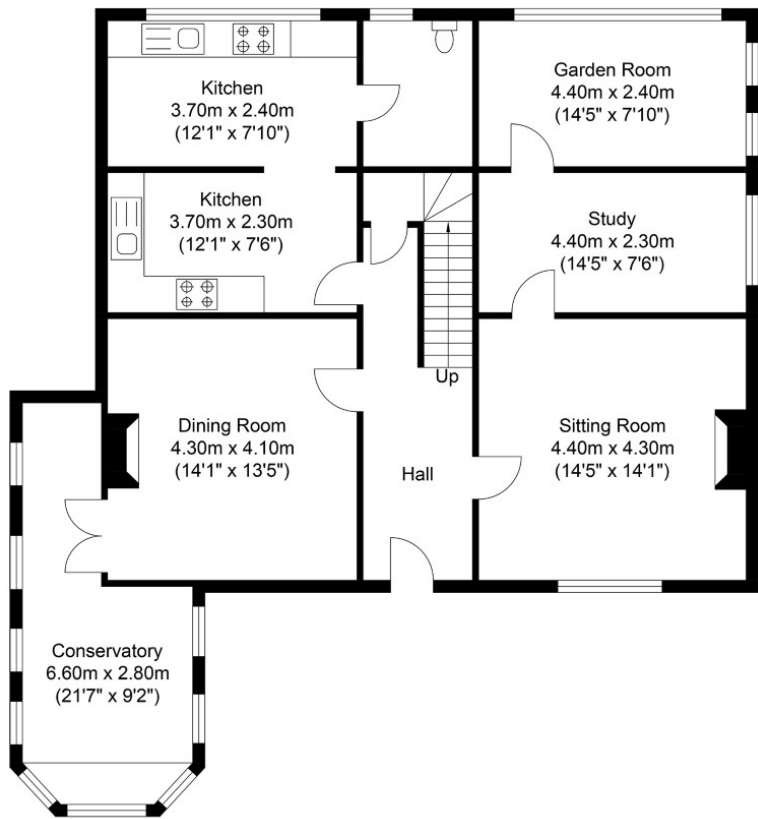 Kitchen
3.70m x 2.40m
(12'1" x 7'10")
Garden Room
4.40m x 2.40m
(14'5" x 7'10")
Kitchen
3.70m x 2.30m
(12'1" x 7'6")
Study
4.40m x 2.30m
(14'5" x 7'6")
Up
Dining Room
4.30m x 4.10m
(14'1" x 13'5")
Sitting Room
4.40m x 4.30m
(14'5" x 14'1")
Hall
Conservatory
6.60m x 2.80m
(21'7" x 9'2")